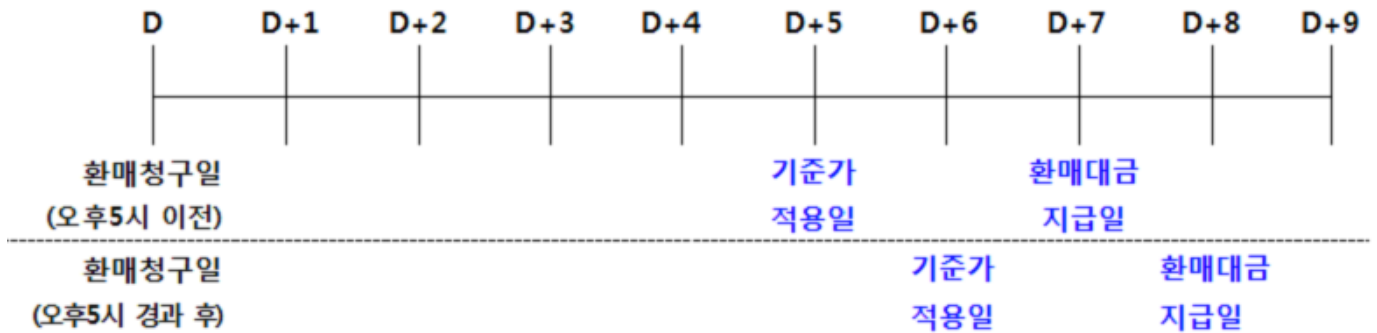 D D+1 D+2 D+3 D+4 D+5 D+6 D+7 D+8 D+9
환매청구일 기준가 환매대금
(오후5시 이전) 적용일 지급일
환매청구일 기준가 환매대금
(오후5시 경과 후) 적용일 지급일